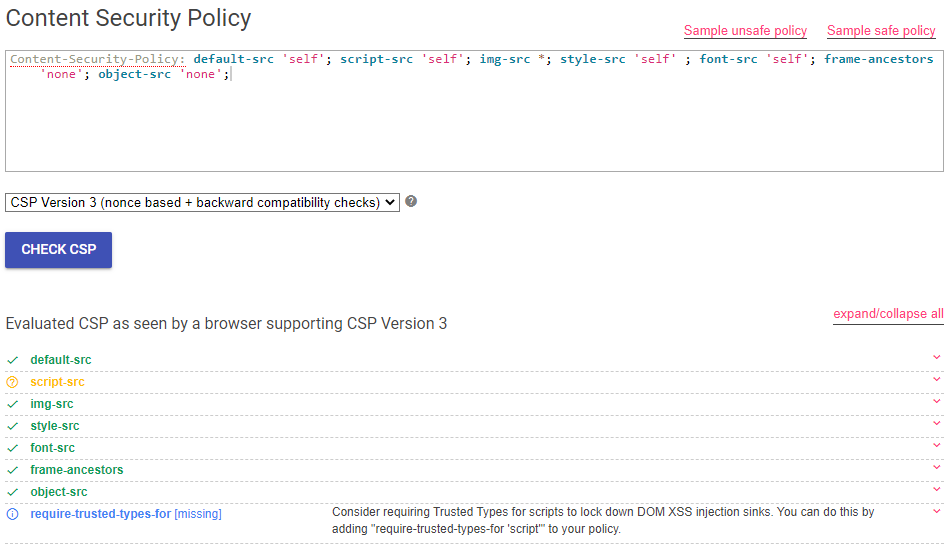 Content Security Policy
Sample unsafe policy Sample safe policy
Content-Security-Policy: default-src 'self'; script-src 'self'; img-src *; style-src 'self' ; font-src 'self'; frame-ancestors
'none'; object-src 'none';
CSP Version 3 (nonce based + backward compatibility checks)
CHECK CSP
expand/collapse all
Evaluated CSP as seen by a browser supporting CSP Version 3
default-src
script-src
img-src
style-src
font-src
frame-ancestors
object-src
require-trusted-types-for [missing] Consider requiring Trusted Types for scripts to lock down DOM XSS injection sinks. You can do this by
adding "require-trusted-types-for 'script'" to your policy.